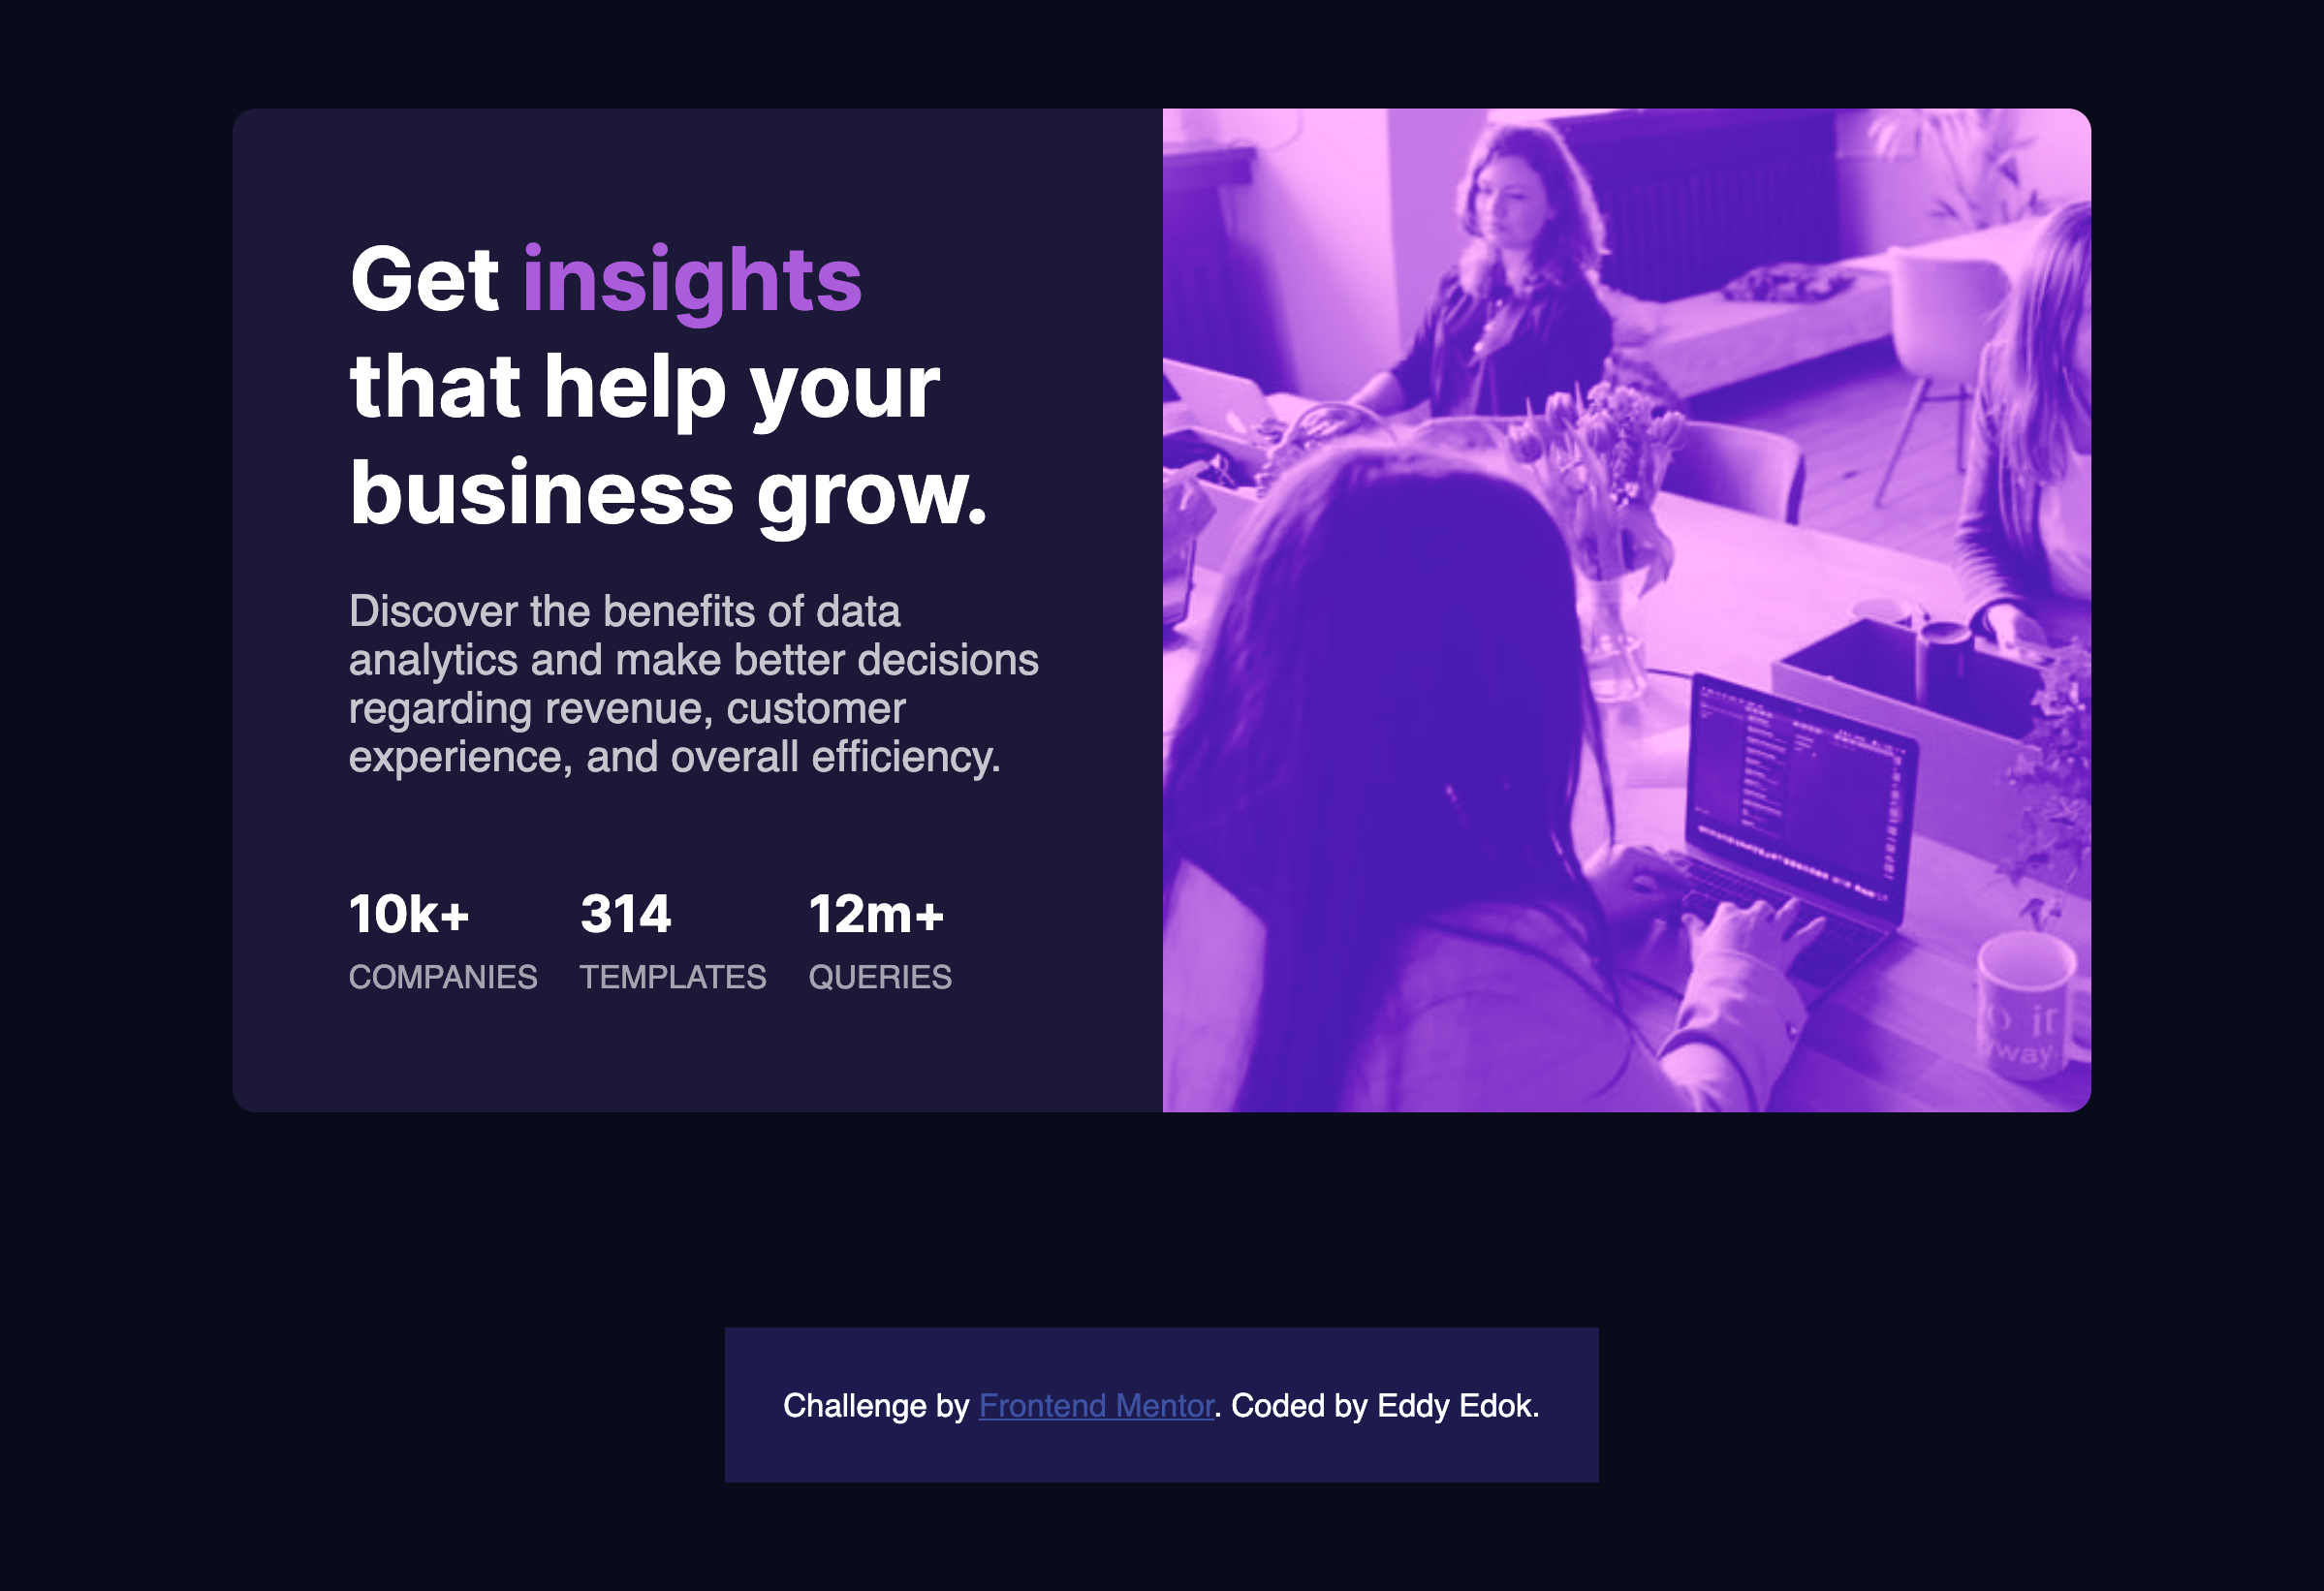 Get insights
that help your
business grow.
Discover the benefits of data
analytics and make better decisions
regarding revenue, customer
experience, and overall efficiency.
10k+ 314 12m+
COMPANIES TEMPLATES QUERIES
Challenge by Frontend Mentor. Coded by Eddy Edok.